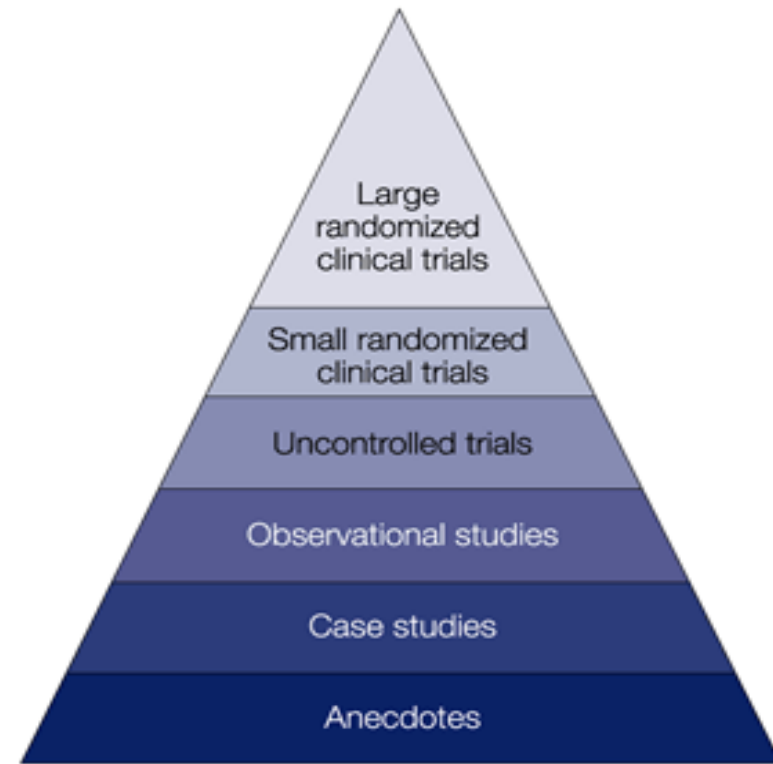 Large
randomized
clinical trials
Small randomized
clinical trials
Uncontrolled trials
Observational studies
Case studies
Anecdotes